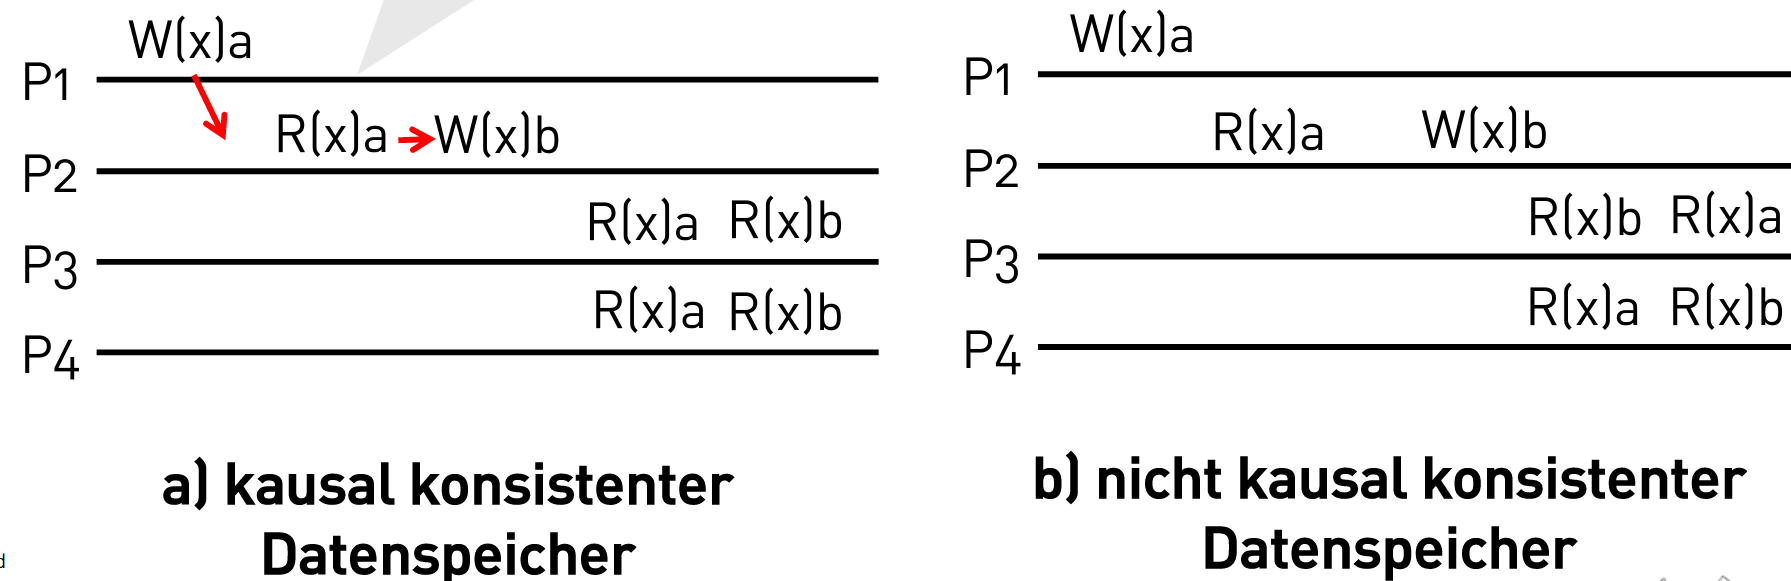 W(x)a
P1
R(x)a W(x)b
P2
R(x)a R(x)b
P3
R(x)a R(x)b
P4
a) kausal konsistenter
Datenspeicher
W(x)a
P1
R(x)a W(x)b
P2
R(x)b R(x)a
P3
R(x)a R(x)b
P4
b) nicht kausal konsistenter
Datenspeicher
d